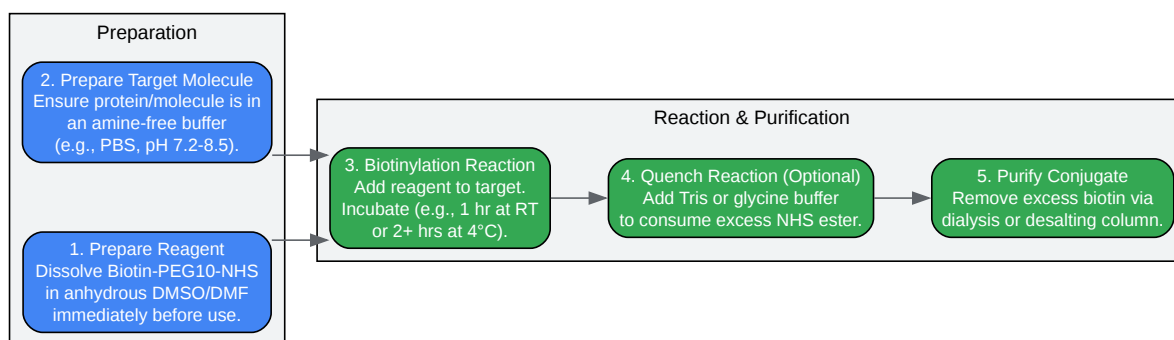 Preparation
2. Prepare Target Molecule
Ensure protein/molecule is in
an amine-free buffer
(e.g., PBS, pH 7.2-8.5).
1. Prepare Reagent
Dissolve Biotin-PEG10-NHS
in anhydrous DMSO/DMF
immediately before use.
Reaction & Purification
3. Biotinylation Reaction
Add reagent to target.
Incubate (e.g., 1 hr at RT
or 2+ hrs at 4°C).
4. Quench Reaction (Optional)
Add Tris or glycine buffer
to consume excess NHS ester.
5. Purify Conjugate
Remove excess biotin via
dialysis or desalting column.